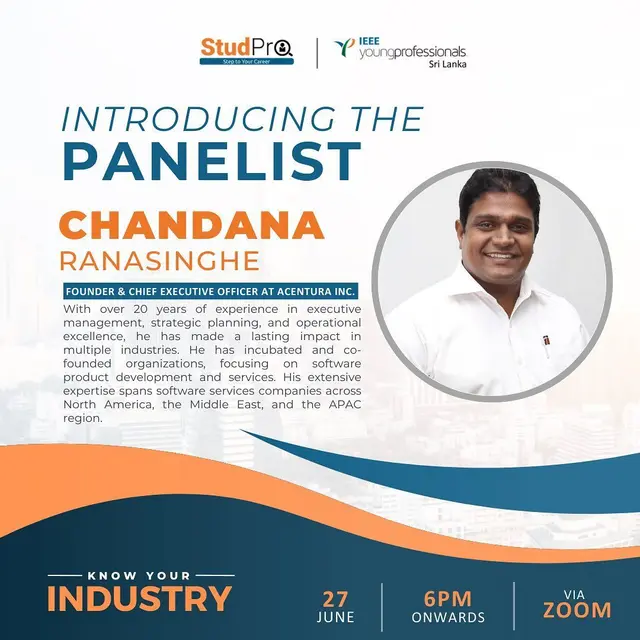 StudPro
Step to Your Career
IEEE
youngprofessionals
Sri Lanka
INTRODUCING THE
PANELIST
CHANDANA
RANASINGHE
FOUNDER & CHIEF EXECUTIVE OFFICER AT ACENTURA INC.
With over 20 years of experience in executive
management, strategic planning, and operational
excellence, he has made a lasting impact in
multiple industries. He has incubated and co-
founded organizations, focusing on software
product development and services. His extensive
expertise spans software services companies across
North America, the Middle East, and the APAC
region.
KNOW YOUR
INDUSTRY
27
JUNE
6PM
ONWARDS
VIA
ZOOM